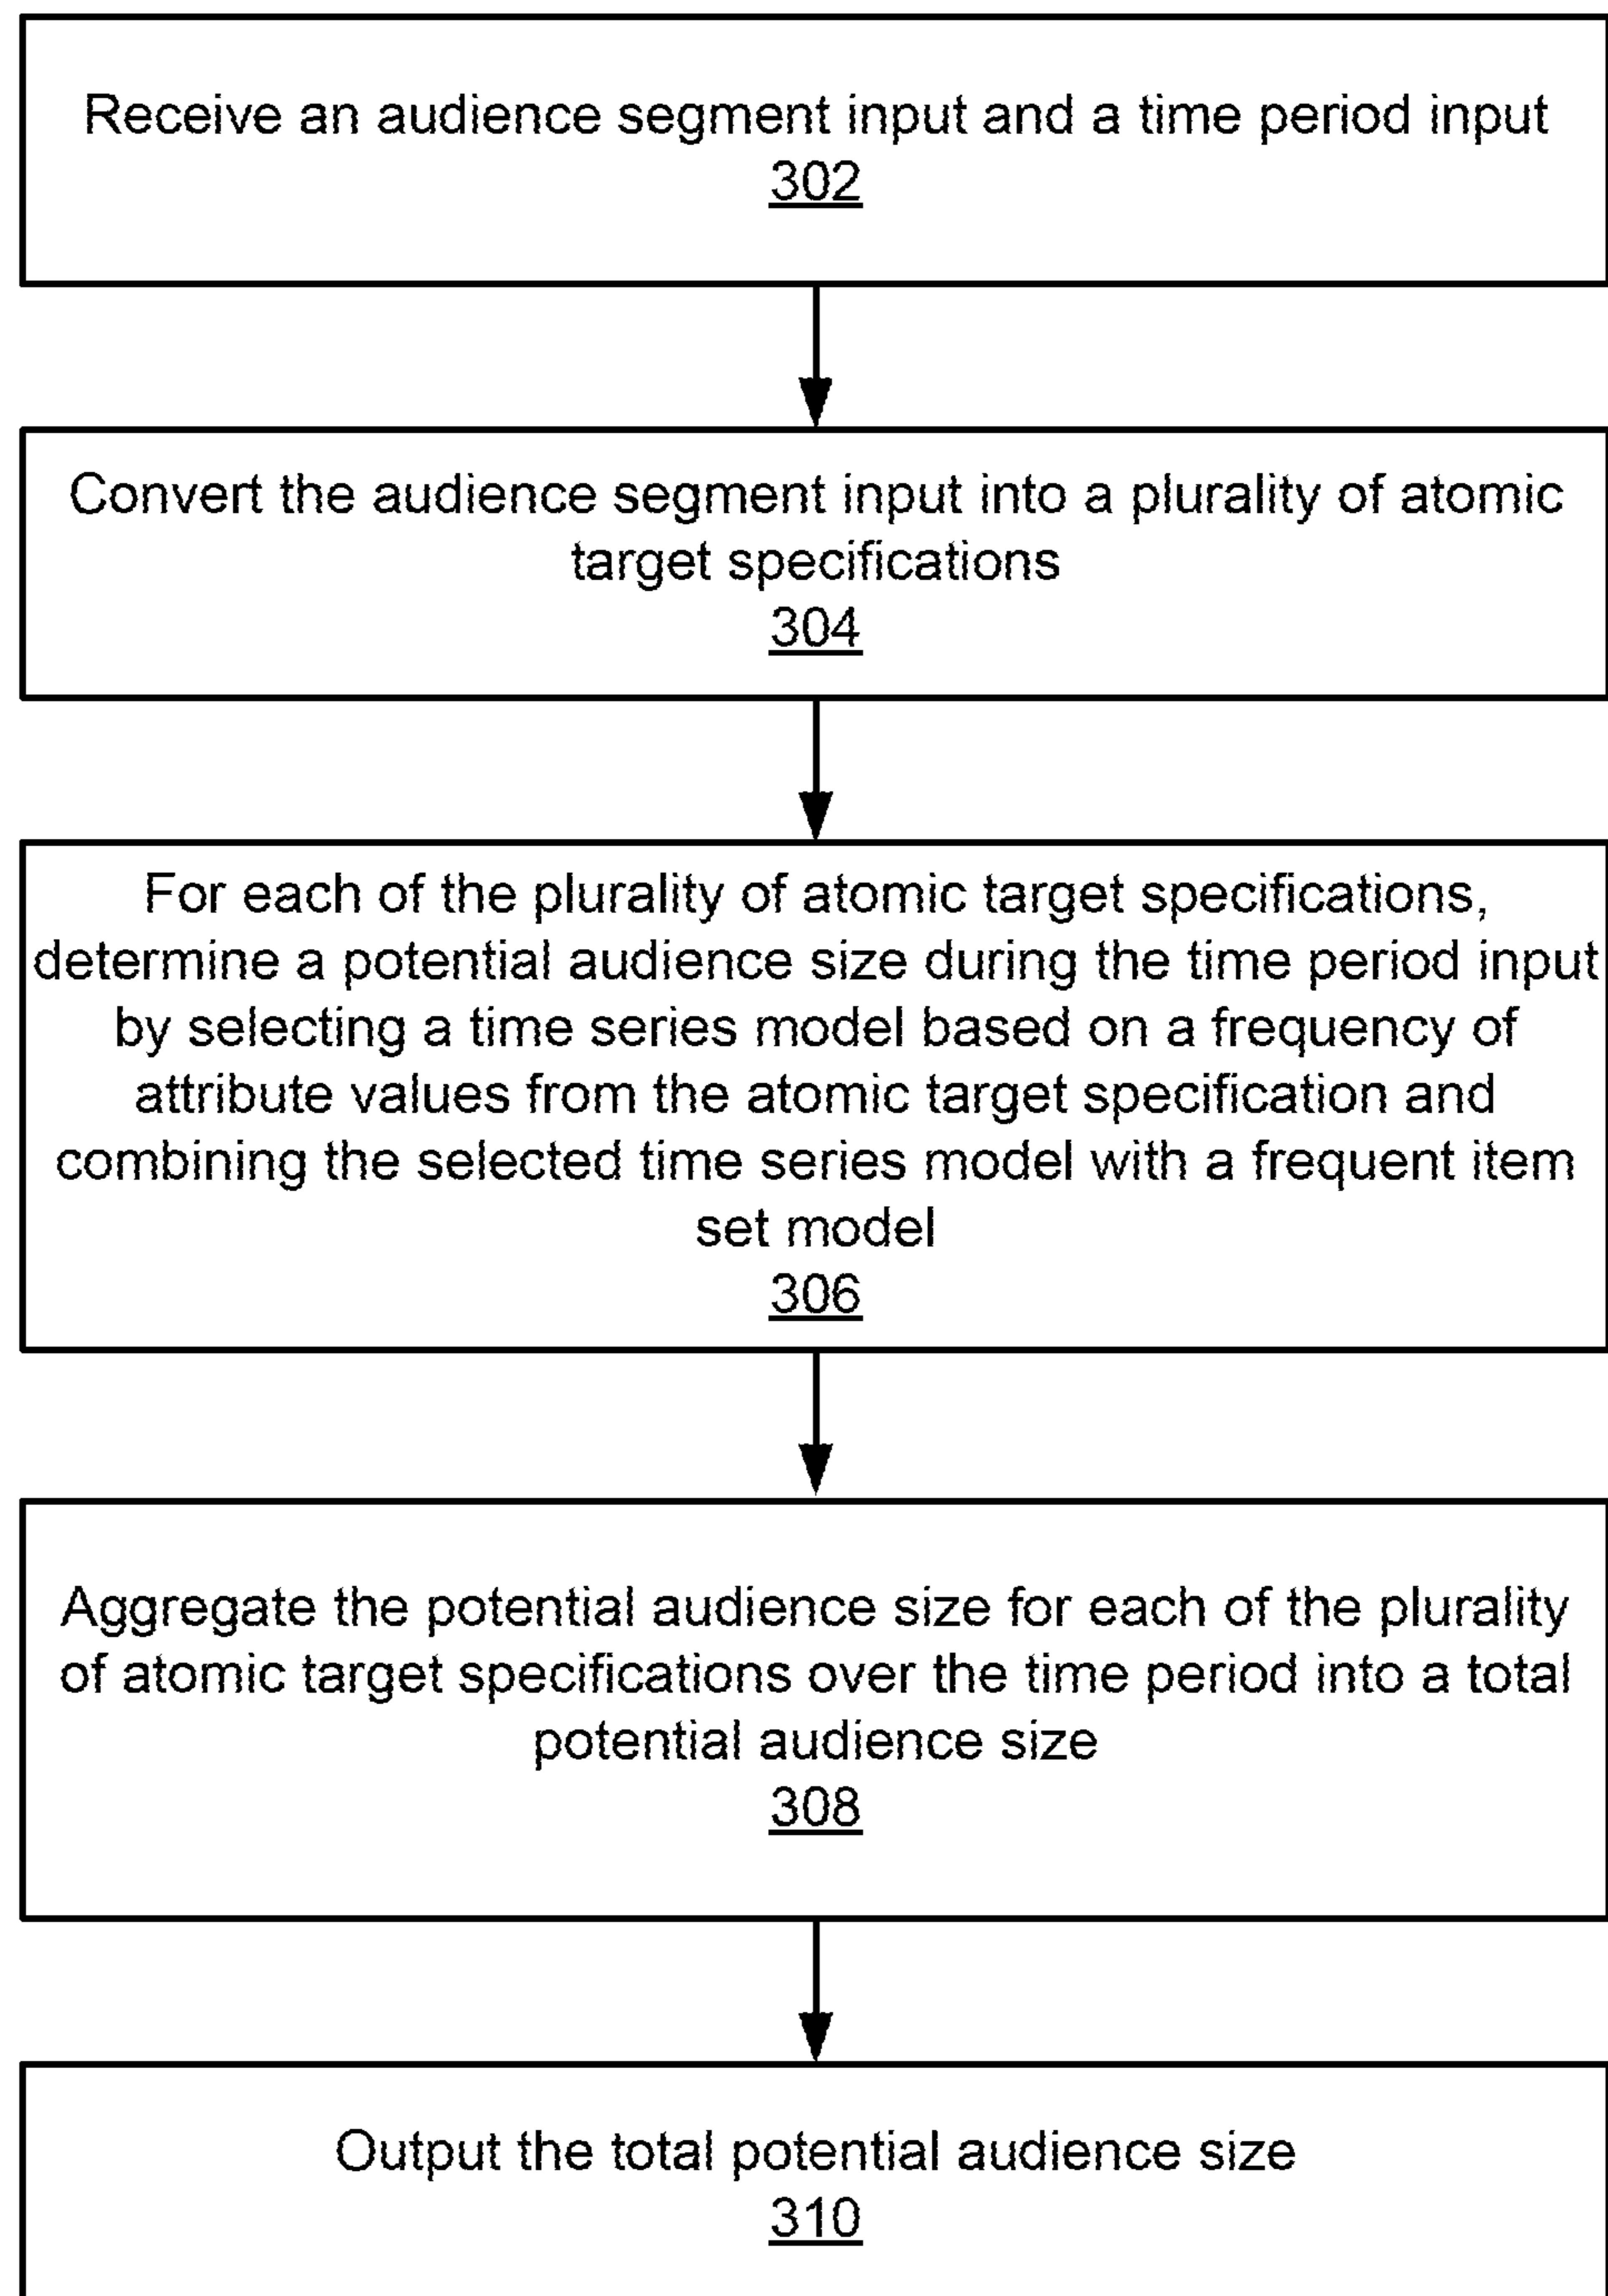 Receive an audience segment input and a time period input
302
Convert the audience segment input into a plurality of atomic
target specifications
304
For each of the plurality of atomic target specifications,
determine a potential audience size during the time period input
by selecting a time series model based on a frequency of
attribute values from the atomic target specification and
combining the selected time series model with a frequent item
set model
306
Aggregate the potential audience size for each of the plurality
of atomic target specifications over the time period into a total
potential audience size
308
Output the total potential audience size
310